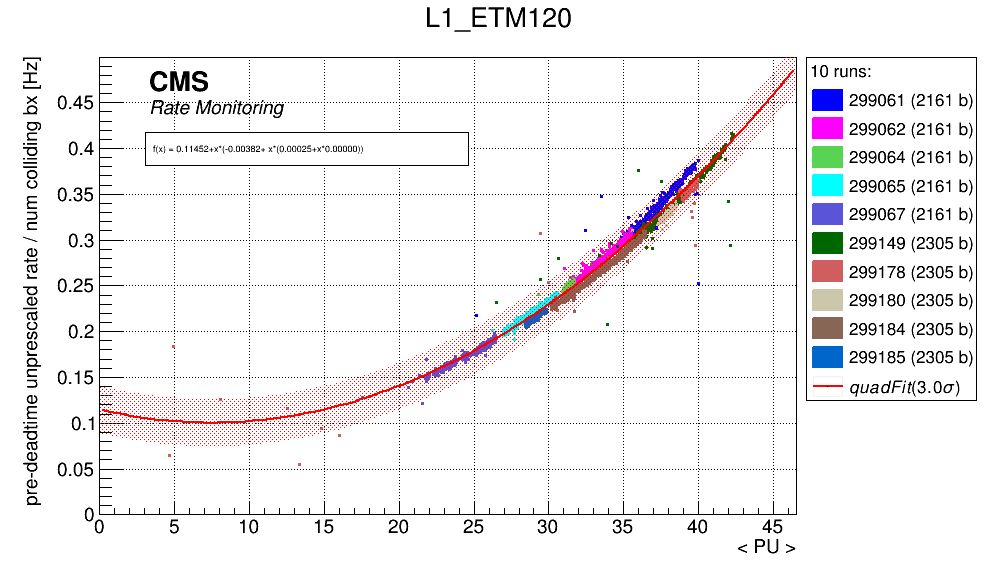 L1_ETM120
pre-deadtime unprescaled rate / num colliding bx [Hz]
CMS
Rate Monitoring
f(x) = 0.11452+x*(-0.00382+ x*(0.00025+x*0.00000))
0.45
0.4
0.35
0.3
0.25
0.2
0.15
0.1
0.05
0
0 5 10 15 20 25 30 35 40 45
< PU >
10 runs:
299061 (2161 b)
299062 (2161 b)
299064 (2161 b)
299065 (2161 b)
299067 (2161 b)
299149 (2305 b)
299178 (2305 b)
299180 (2305 b)
299184 (2305 b)
299185 (2305 b)
quadFit(3.0σ)